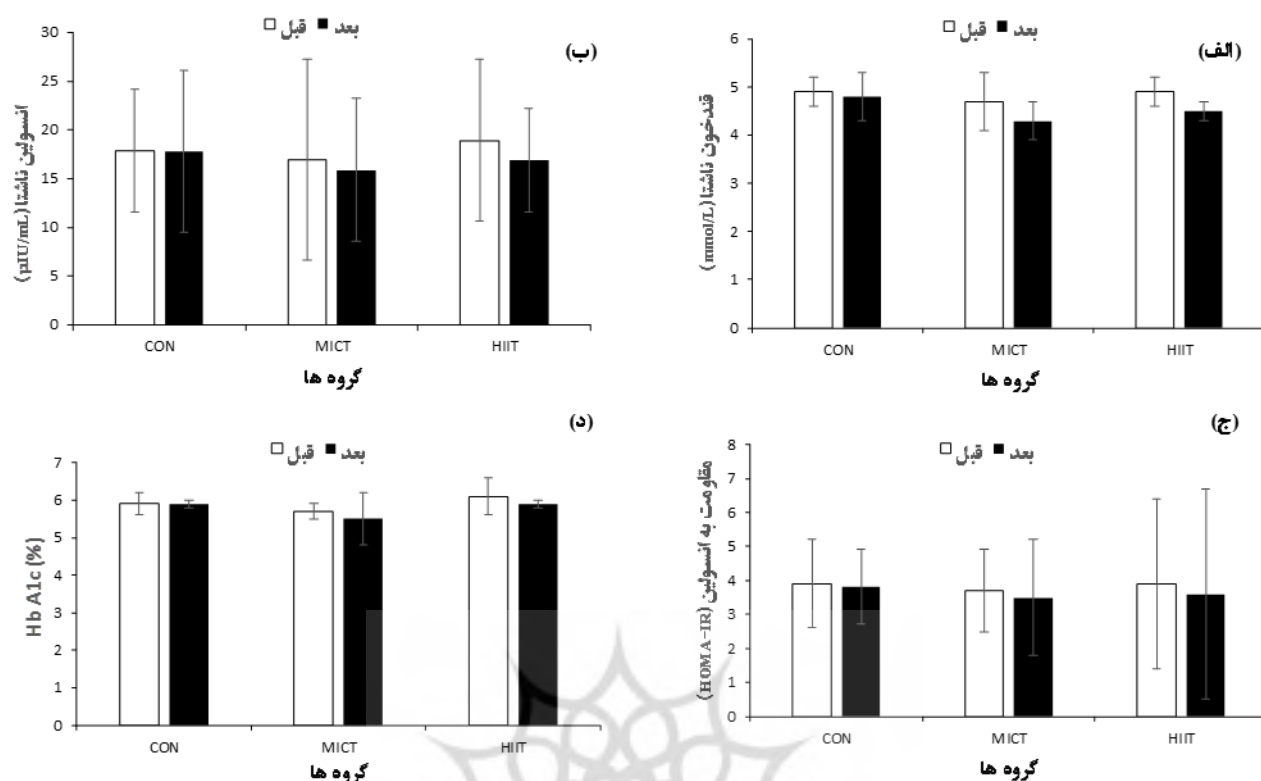 (الف)
قبل بعد
قندخون ناشتا (mmol/L)
6
5
4
3
2
1
0
CON MICT HIIT
گروه ها
(ب)
قبل بعد
انسولین ناشتا (µIU/mL)
30
25
20
15
10
5
0
CON MICT HIIT
گروه ها
(ج)
قبل بعد
مقاومت به انسولین (HOMA-IR)
8
7
6
5
4
3
2
1
0
CON MICT HIIT
گروه ها
(د)
قبل بعد
Hb A1c (%)
7
6
5
4
3
2
1
0
CON MICT HIIT
گروه ها